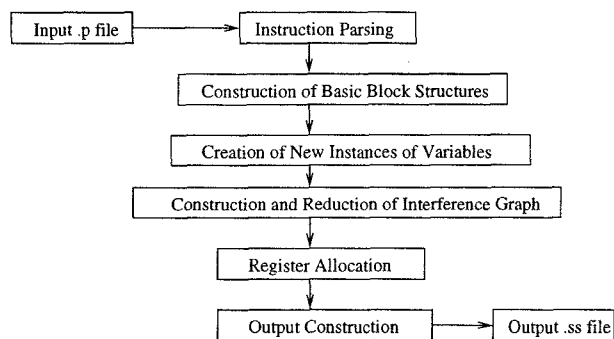 Input .p file
Instruction Parsing
Construction of Basic Block Structures
Creation of New Instances of Variables
Construction and Reduction of Interference Graph
Register Allocation
Output Construction
Output .ss file